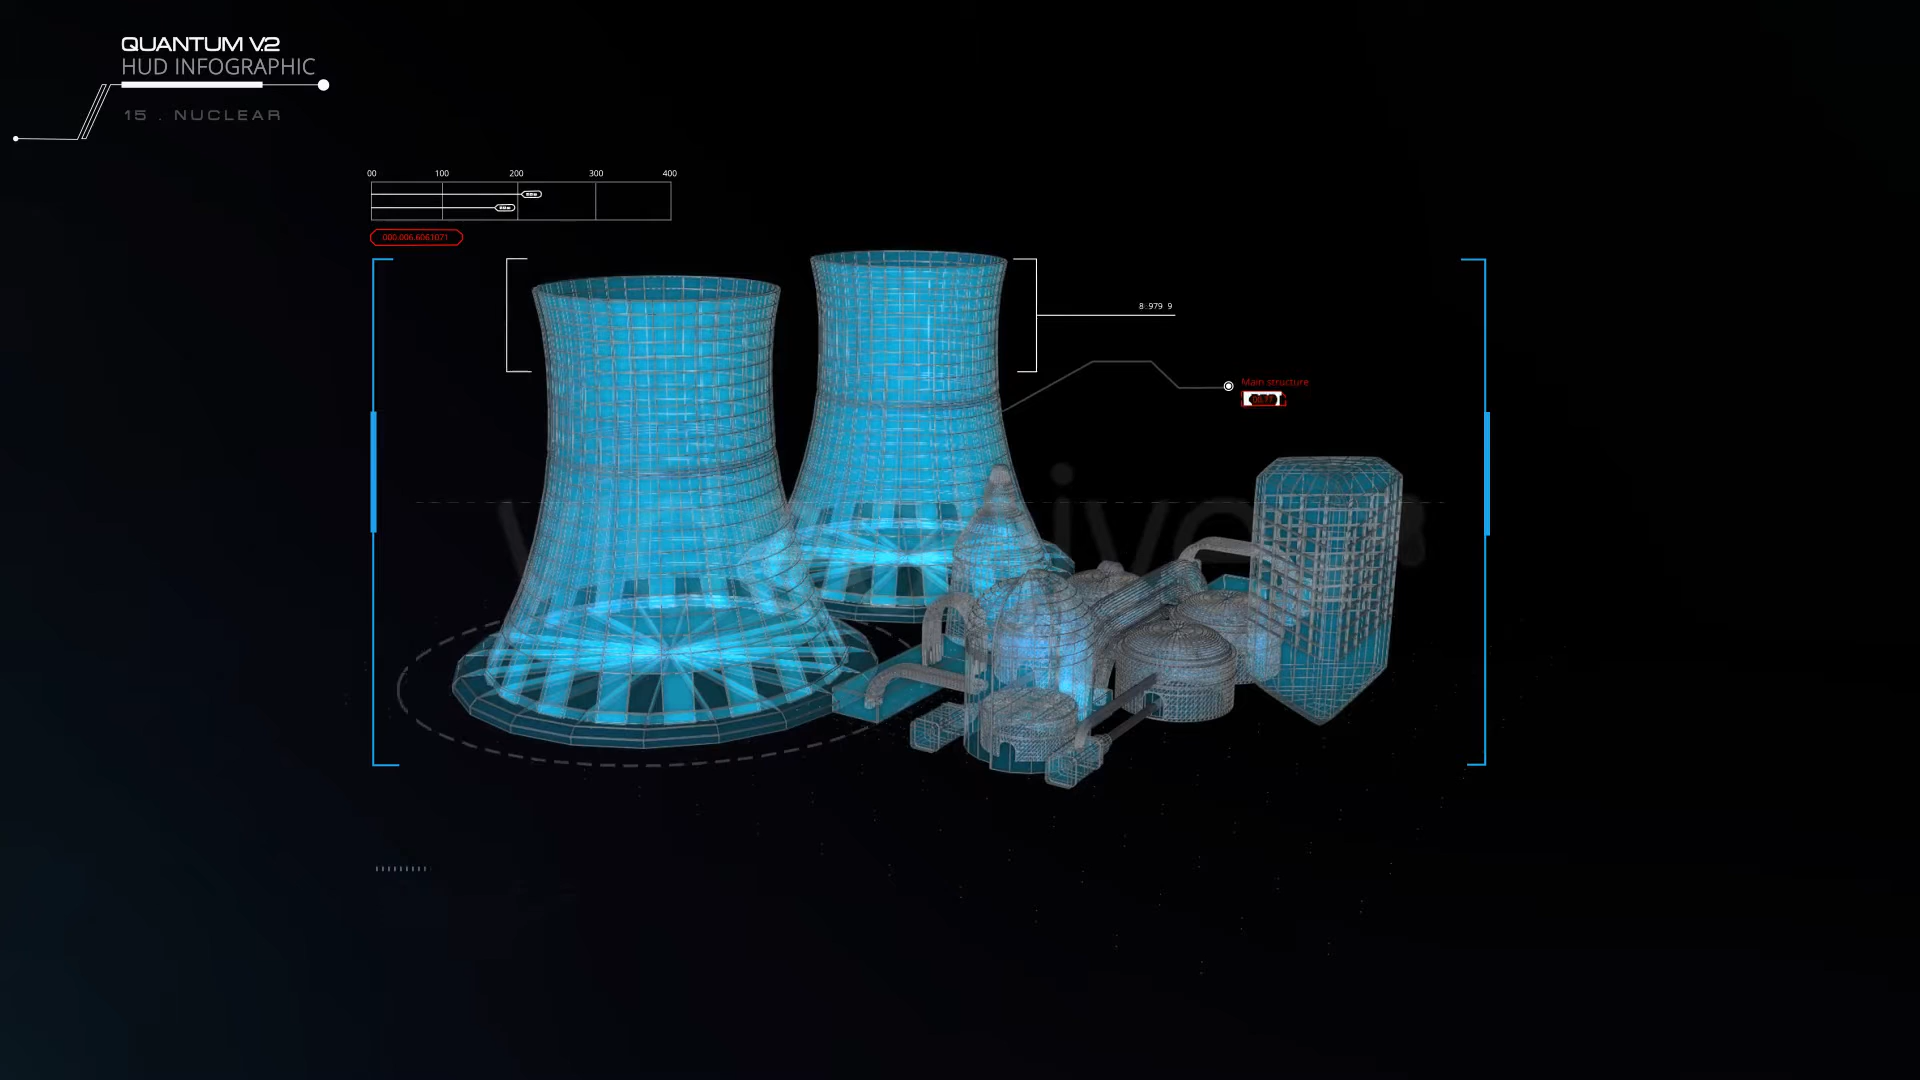 QUANTUM V.2
HUD INFOGRAPHIC
15 . NUCLEAR
00 100 200 300 400
000.006.6061071
8:979 9
Main structure